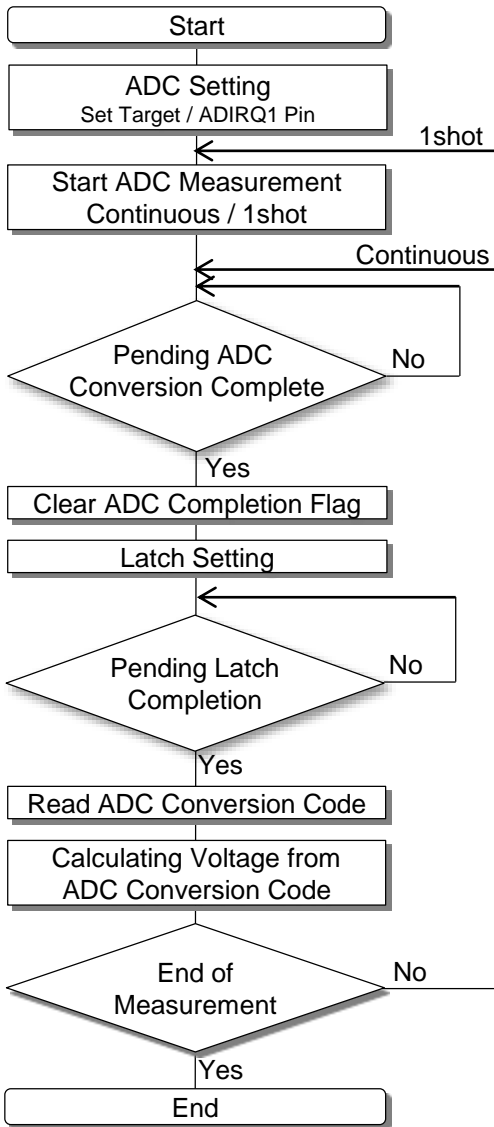 Start
ADC Setting
Set Target / ADIRQ1 Pin
1shot
Start ADC Measurement
Continuous / 1shot
Continuous
Pending ADC
Conversion Complete
No
Yes
Clear ADC Completion Flag
Latch Setting
Pending Latch
Completion
No
Yes
Read ADC Conversion Code
Calculating Voltage from
ADC Conversion Code
End of
Measurement
No
Yes
End